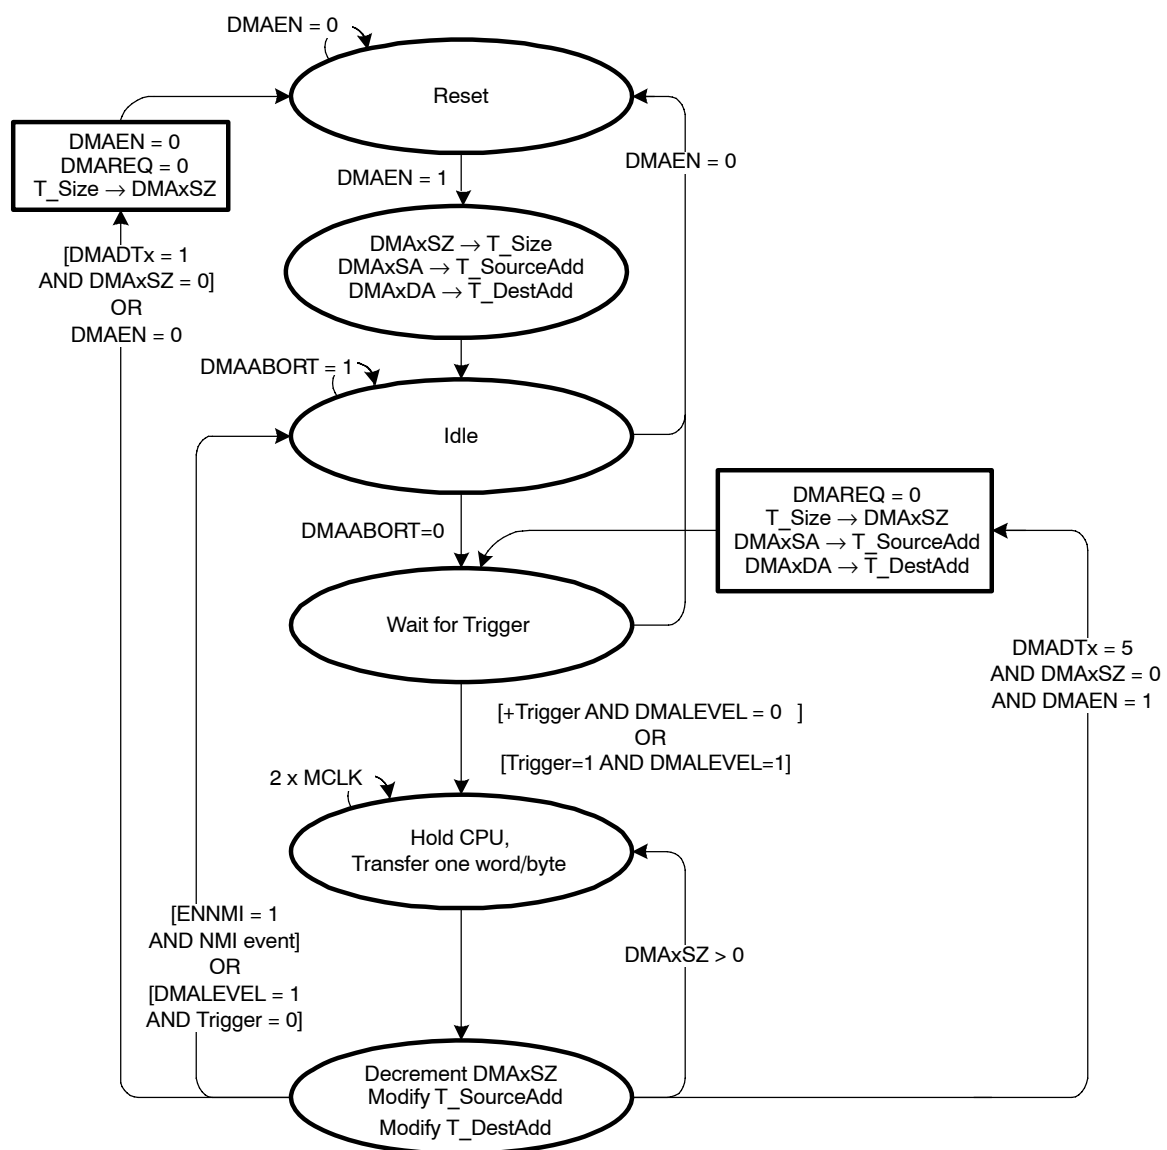 DMAEN = 0
Reset
DMAEN = 0
DMAREQ = 0
T_Size → DMAxSZ
DMAEN = 0
DMAEN = 1
DMAxSZ → T_Size
DMAxSA → T_SourceAdd
DMAxDA → T_DestAdd
[DMADTx = 1
AND DMAxSZ = 0]
OR
DMAEN = 0
DMAABORT = 1
Idle
DMAABORT=0
DMAREQ = 0
T_Size → DMAxSZ
DMAxSA → T_SourceAdd
DMAxDA → T_DestAdd
Wait for Trigger
DMADTx = 5
AND DMAxSZ = 0
AND DMAEN = 1
[+Trigger AND DMALEVEL = 0 ]
OR
[Trigger=1 AND DMALEVEL=1]
2 x MCLK
Hold CPU,
Transfer one word/byte
[ENNMI = 1
AND NMI event]
OR
[DMALEVEL = 1
AND Trigger = 0]
DMAxSZ > 0
Decrement DMAxSZ
Modify T_SourceAdd
Modify T_DestAdd